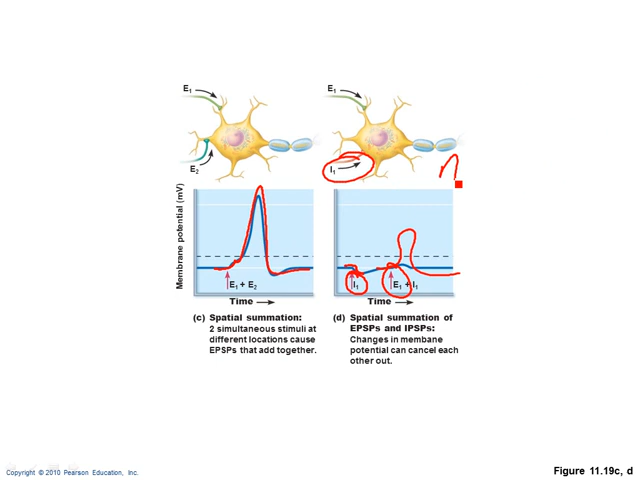 E1
E1
E2
I1
Membrane potential (mV)
E1 + E2
I1
E1 + I1
Time
Time
(c) Spatial summation:
2 simultaneous stimuli at
different locations cause
EPSPs that add together.
(d) Spatial summation of
EPSPs and IPSPs:
Changes in membane
potential can cancel each
other out.
Copyright © 2010 Pearson Education, Inc.
Figure 11.19c, d